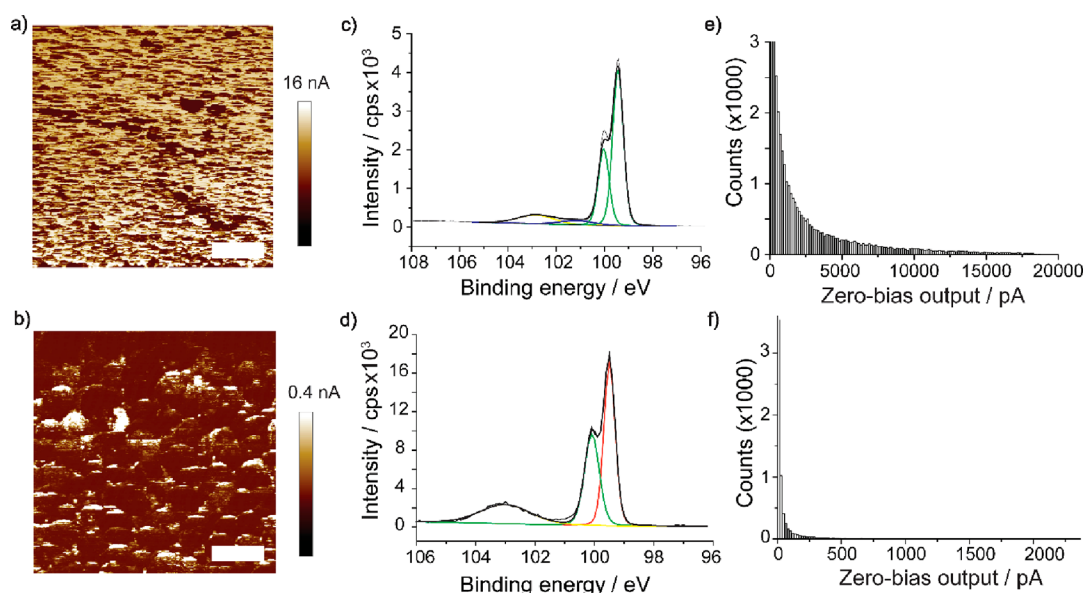 a)
16 nA
b)
0.4 nA
c)
Intensity / cps x10³
5
4
3
2
1
0
108 106 104 102 100 98 96
Binding energy / eV
d)
Intensity / cps x10³
20
16
12
8
4
0
106 104 102 100 98 96
Binding energy / eV
e)
Counts (x1000)
3
2
1
0
0 5000 10000 15000 20000
Zero-bias output / pA
f)
Counts (x1000)
3
2
1
0
0 500 1000 1500 2000
Zero-bias output / pA